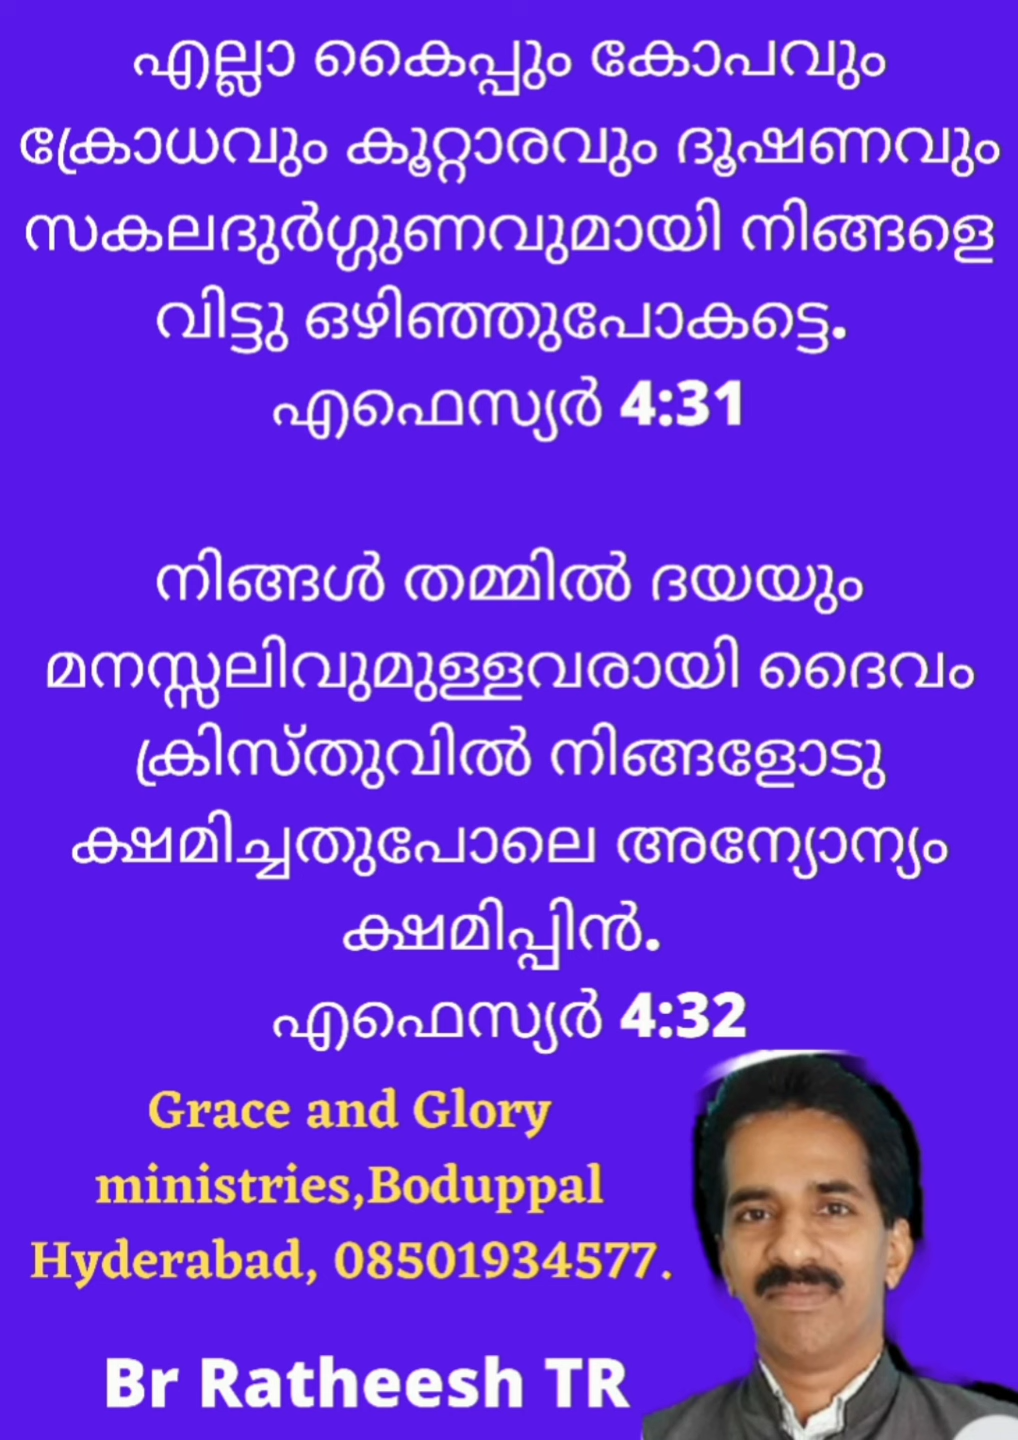 എല്ലാ കൈപ്പും കോപവും
ക്രോധവും കൂറ്റാരവും ദൂഷണവും
സകലദുർഗ്ഗുണവുമായി നിങ്ങളെ
വിട്ടു ഒഴിഞ്ഞുപോകട്ടെ.
എഫെസ്യർ 4:31
നിങ്ങൾ തമ്മിൽ ദയയും
മനസ്സലിവുമുള്ളവരായി ദൈവം
ക്രിസ്തുവിൽ നിങ്ങളോടു
ക്ഷമിച്ചതുപോലെ അന്യോന്യം
ക്ഷമിപ്പിൻ.
എഫെസ്യർ 4:32
Grace and Glory
ministries,Boduppal
Hyderabad, 08501934577.
Br Ratheesh TR